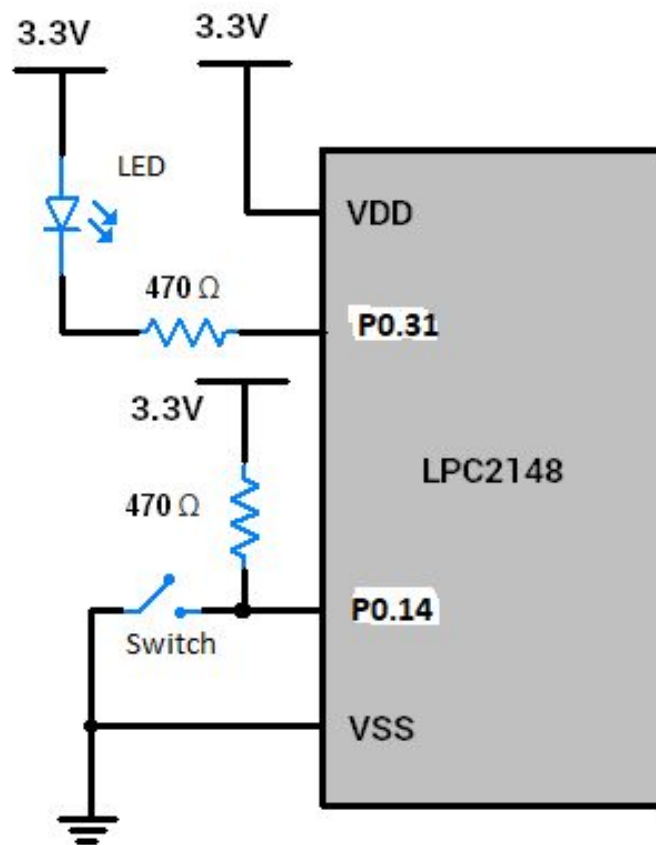 3.3V
3.3V
LED
VDD
470 Ω
P0.31
3.3V
LPC2148
470 Ω
P0.14
Switch
VSS